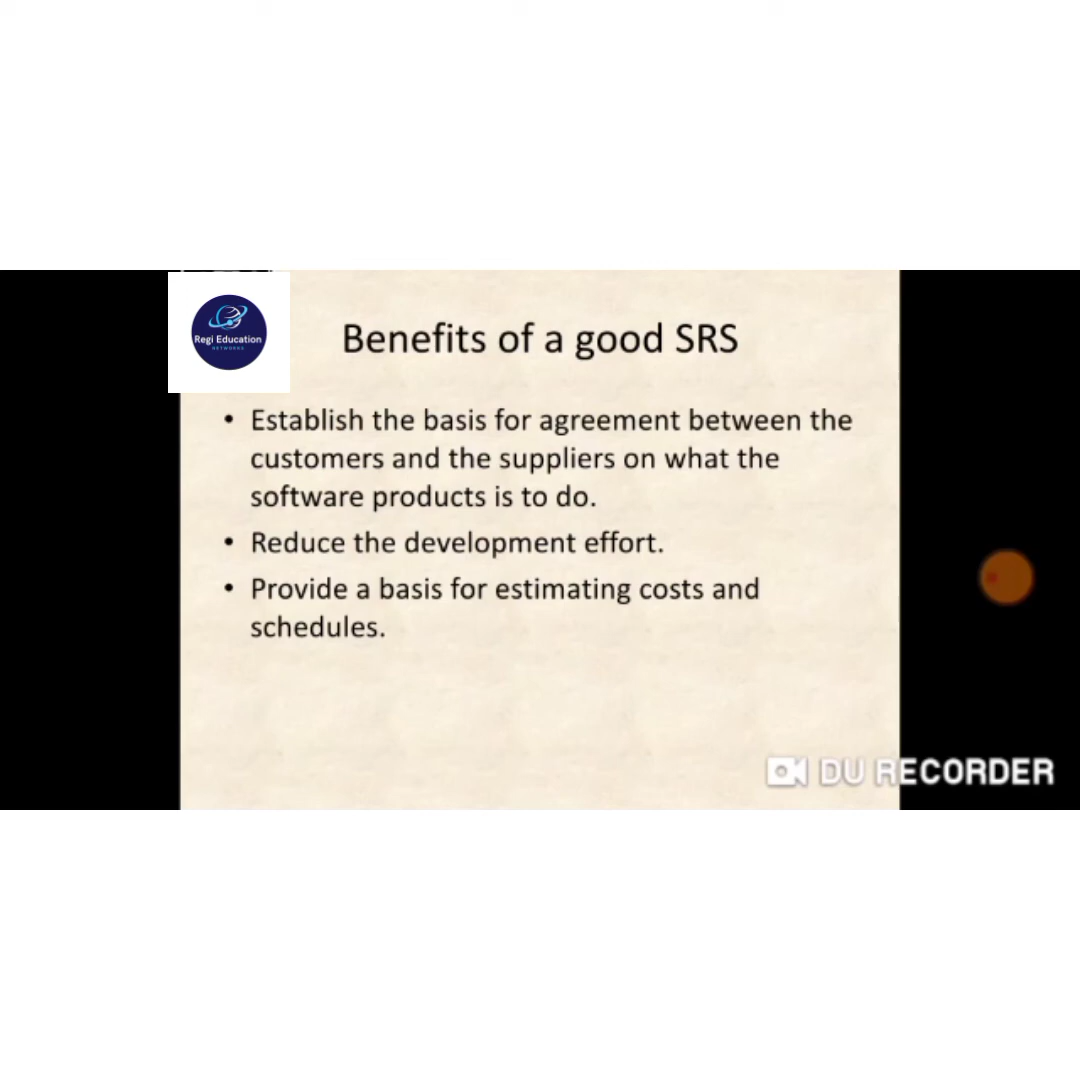 Regi Education
NETWORKS
Benefits of a good SRS
• Establish the basis for agreement between the
customers and the suppliers on what the
software products is to do.
• Reduce the development effort.
• Provide a basis for estimating costs and
schedules.
DU RECORDER